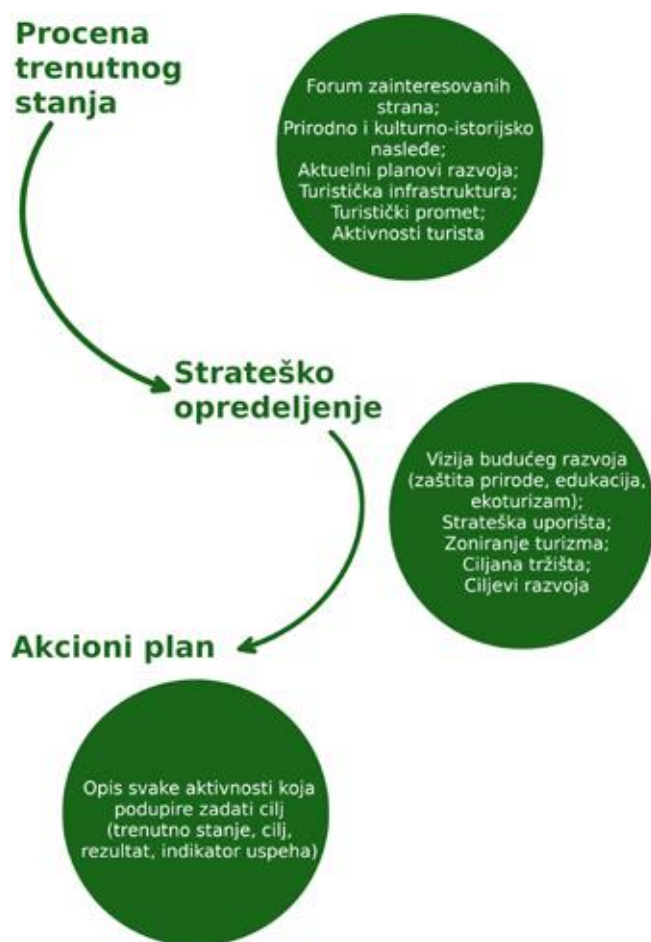 Procena
trenutnog
stanja
Forum zainteresovanih
strana;
Prirodno i kulturno-istorijsko
nasleđe;
Aktuelni planovi razvoja;
Turistička infrastruktura;
Turistički promet;
Aktivnosti turista
Strateško
opredeljenje
Vizija budućeg razvoja
(zaštita prirode, edukacija,
ekoturizam);
Strateška uporišta;
Zoniranje turizma;
Ciljana tržišta;
Ciljevi razvoja
Akcioni plan
Opis svake aktivnosti koja
podupire zadati cilj
(trenutno stanje, cilj,
rezultat, indikator uspeha)